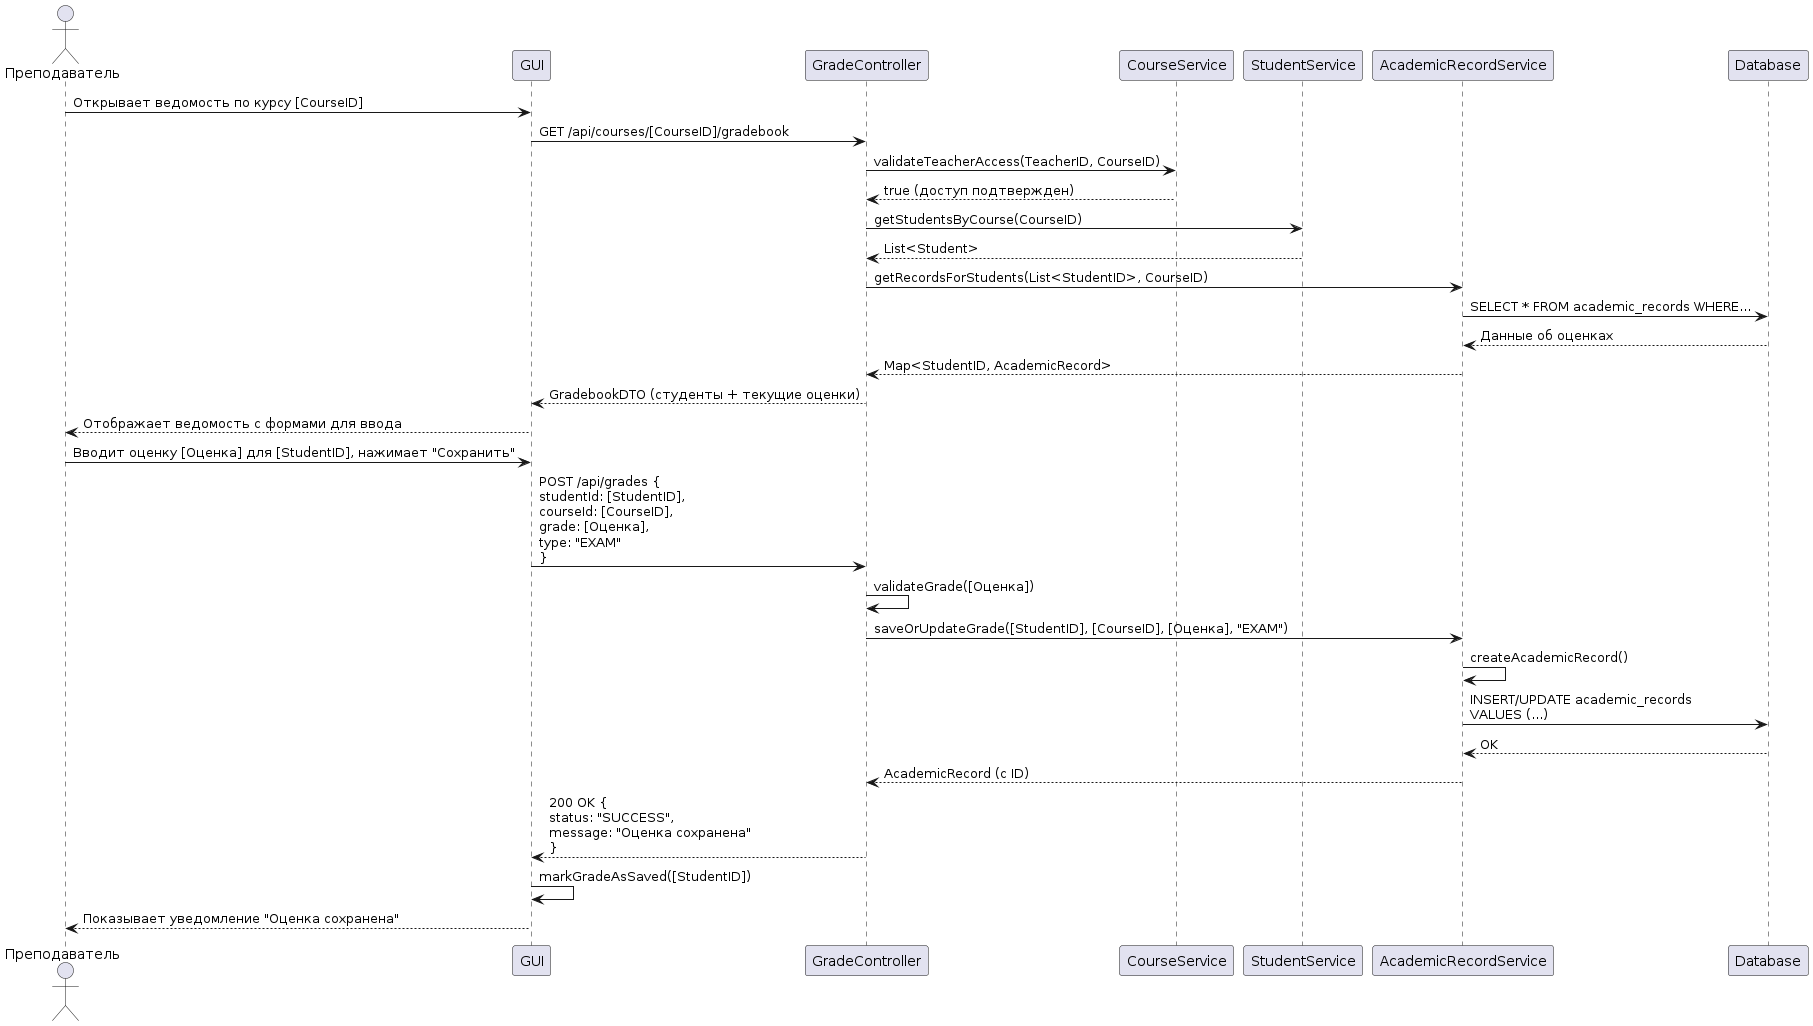 Преподаватель
GUI
GradeController
CourseService
StudentService
AcademicRecordService
Database
Открывает ведомость по курсу [CourseID]
GET /api/courses/[CourseID]/gradebook
validateTeacherAccess(TeacherID, CourseID)
true (доступ подтвержден)
getStudentsByCourse(CourseID)
List<Student>
getRecordsForStudents(List<StudentID>, CourseID)
SELECT * FROM academic_records WHERE...
Данные об оценках
Map<StudentID, AcademicRecord>
GradebookDTO (студенты + текущие оценки)
Отображает ведомость с формами для ввода
Вводит оценку [Оценка] для [StudentID], нажимает "Сохранить"
POST /api/grades {
studentId: [StudentID],
courseId: [CourseID],
grade: [Оценка],
type: "EXAM"
}
validateGrade([Оценка])
saveOrUpdateGrade([StudentID], [CourseID], [Оценка], "EXAM")
createAcademicRecord()
INSERT/UPDATE academic_records
VALUES (...)
OK
AcademicRecord (с ID)
200 OK {
status: "SUCCESS",
message: "Оценка сохранена"
}
markGradeAsSaved([StudentID])
Показывает уведомление "Оценка сохранена"
Преподаватель
GUI
GradeController
CourseService
StudentService
AcademicRecordService
Database